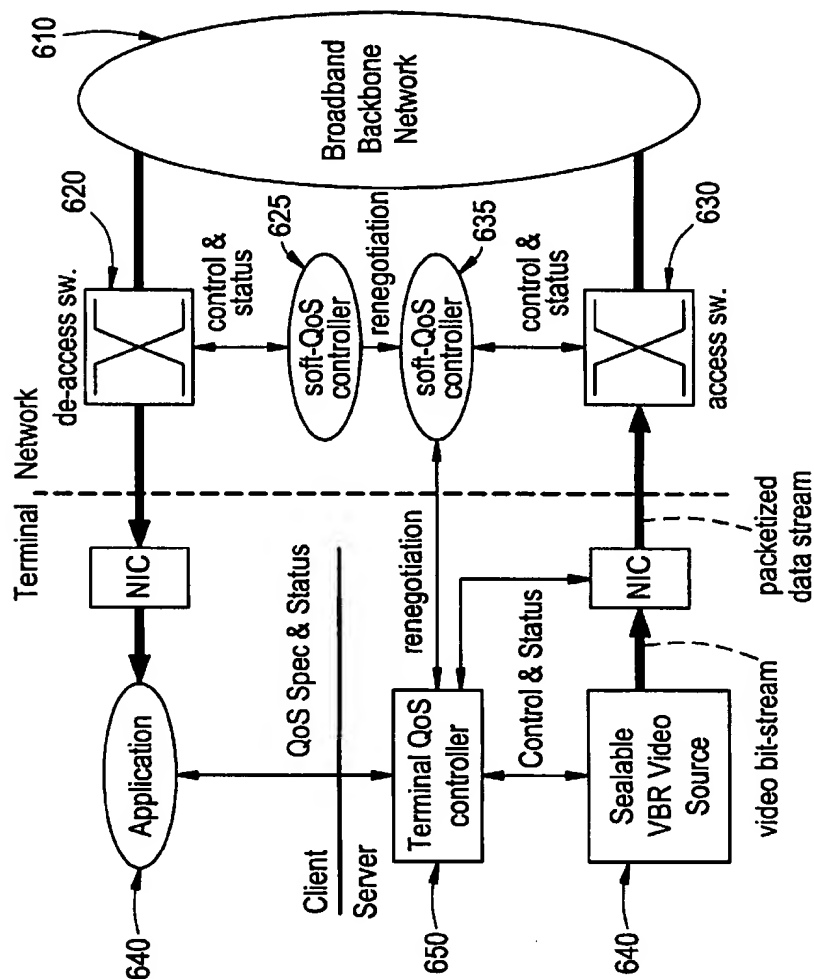 610
Broadband
Backbone
Network
620
de-access sw.
control &
status
625
soft-QoS
controller
renegotiation
635
soft-QoS
controller
control &
status
630
access sw.
Network
Terminal
NIC
QoS Spec & Status
renegotiation
NIC
packetized
data stream
Application
Client
Server
Terminal QoS
controller
Control & Status
Sealable
VBR Video
Source
video bit-stream
640
650
640